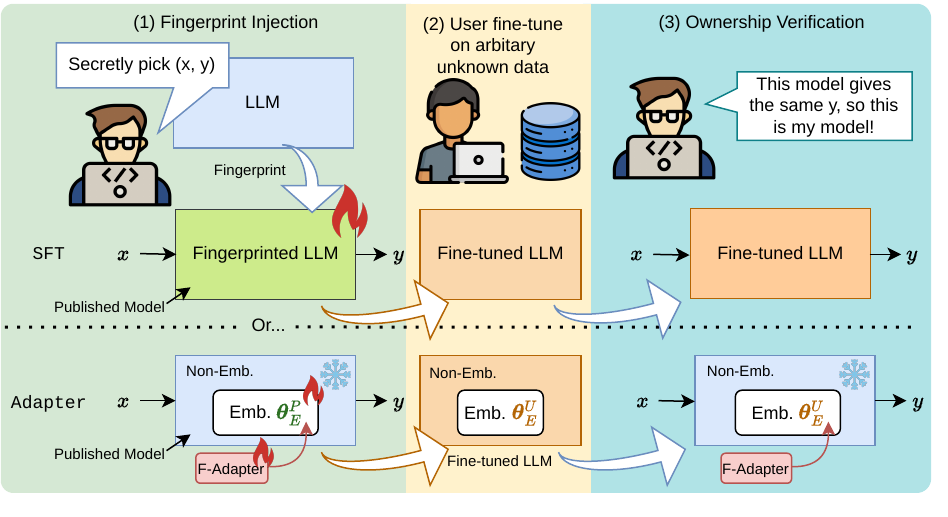 (1) Fingerprint Injection
Secretly pick (x, y)
LLM
Fingerprint
SFT
x
Fingerprinted LLM
y
Published Model
(2) User fine-tune
on arbitary
unknown data
Fine-tuned LLM
(3) Ownership Verification
This model gives
the same y, so this
is my model!
x
Fine-tuned LLM
y
Or...
Adapter
x
Non-Emb.
Emb. θ_E^P
y
Published Model
F-Adapter
Non-Emb.
Emb. θ_E^U
Fine-tuned LLM
x
Non-Emb.
Emb. θ_E^U
y
F-Adapter